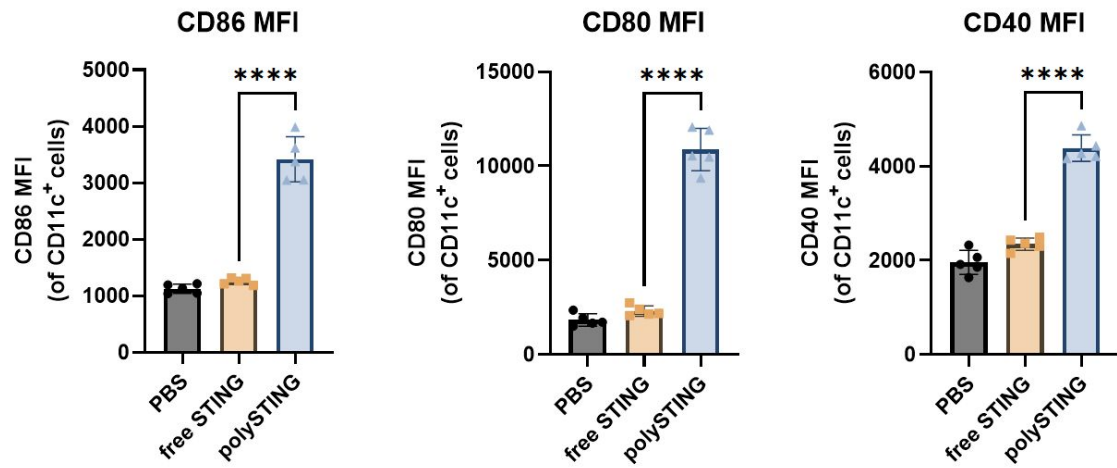 CD86 MFI
CD86 MFI
(of CD11c⁺ cells)
5000
4000
3000
2000
1000
0
****
PBS
free STING
polySTING
CD80 MFI
CD80 MFI
(of CD11c⁺ cells)
15000
10000
5000
0
****
PBS
free STING
polySTING
CD40 MFI
CD40 MFI
(of CD11c⁺ cells)
6000
4000
2000
0
****
PBS
free STING
polySTING